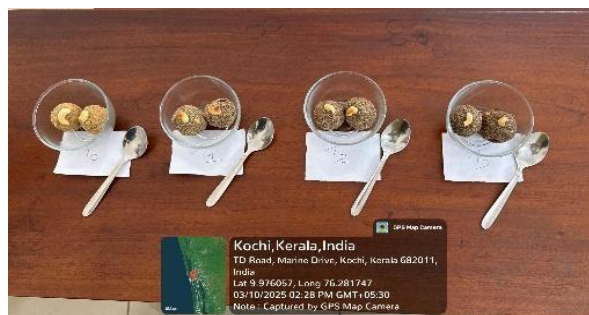 GPS Map Camera
Kochi,Kerala,India
TD Road, Marine Drive, Kochi, Kerala 682011,
India
Lat 9.976057, Long 76.281747
03/10/2025 02:28 PM GMT+05:30
Note : Captured by GPS Map Camera